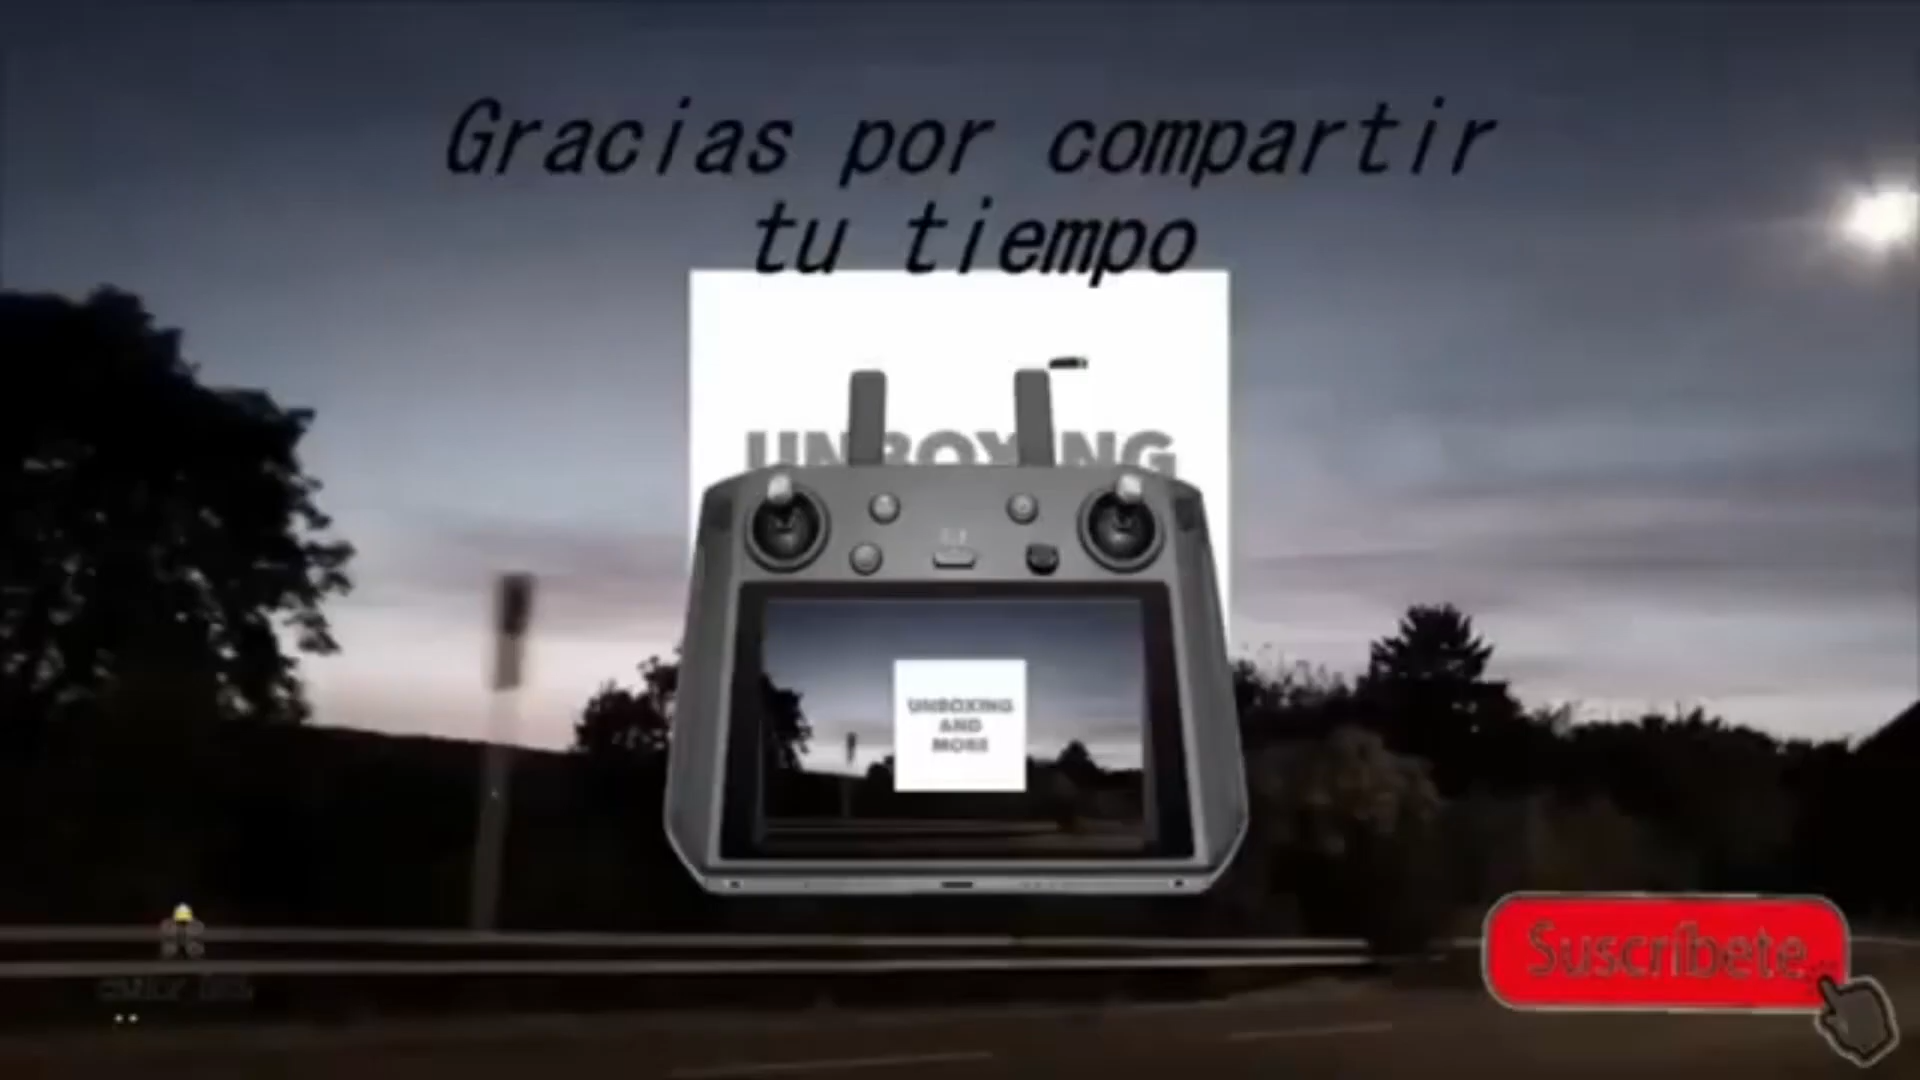 Gracias por compartir
tu tiempo
UNBOXING
UNBOXING
AND
MORE
Suscríbete